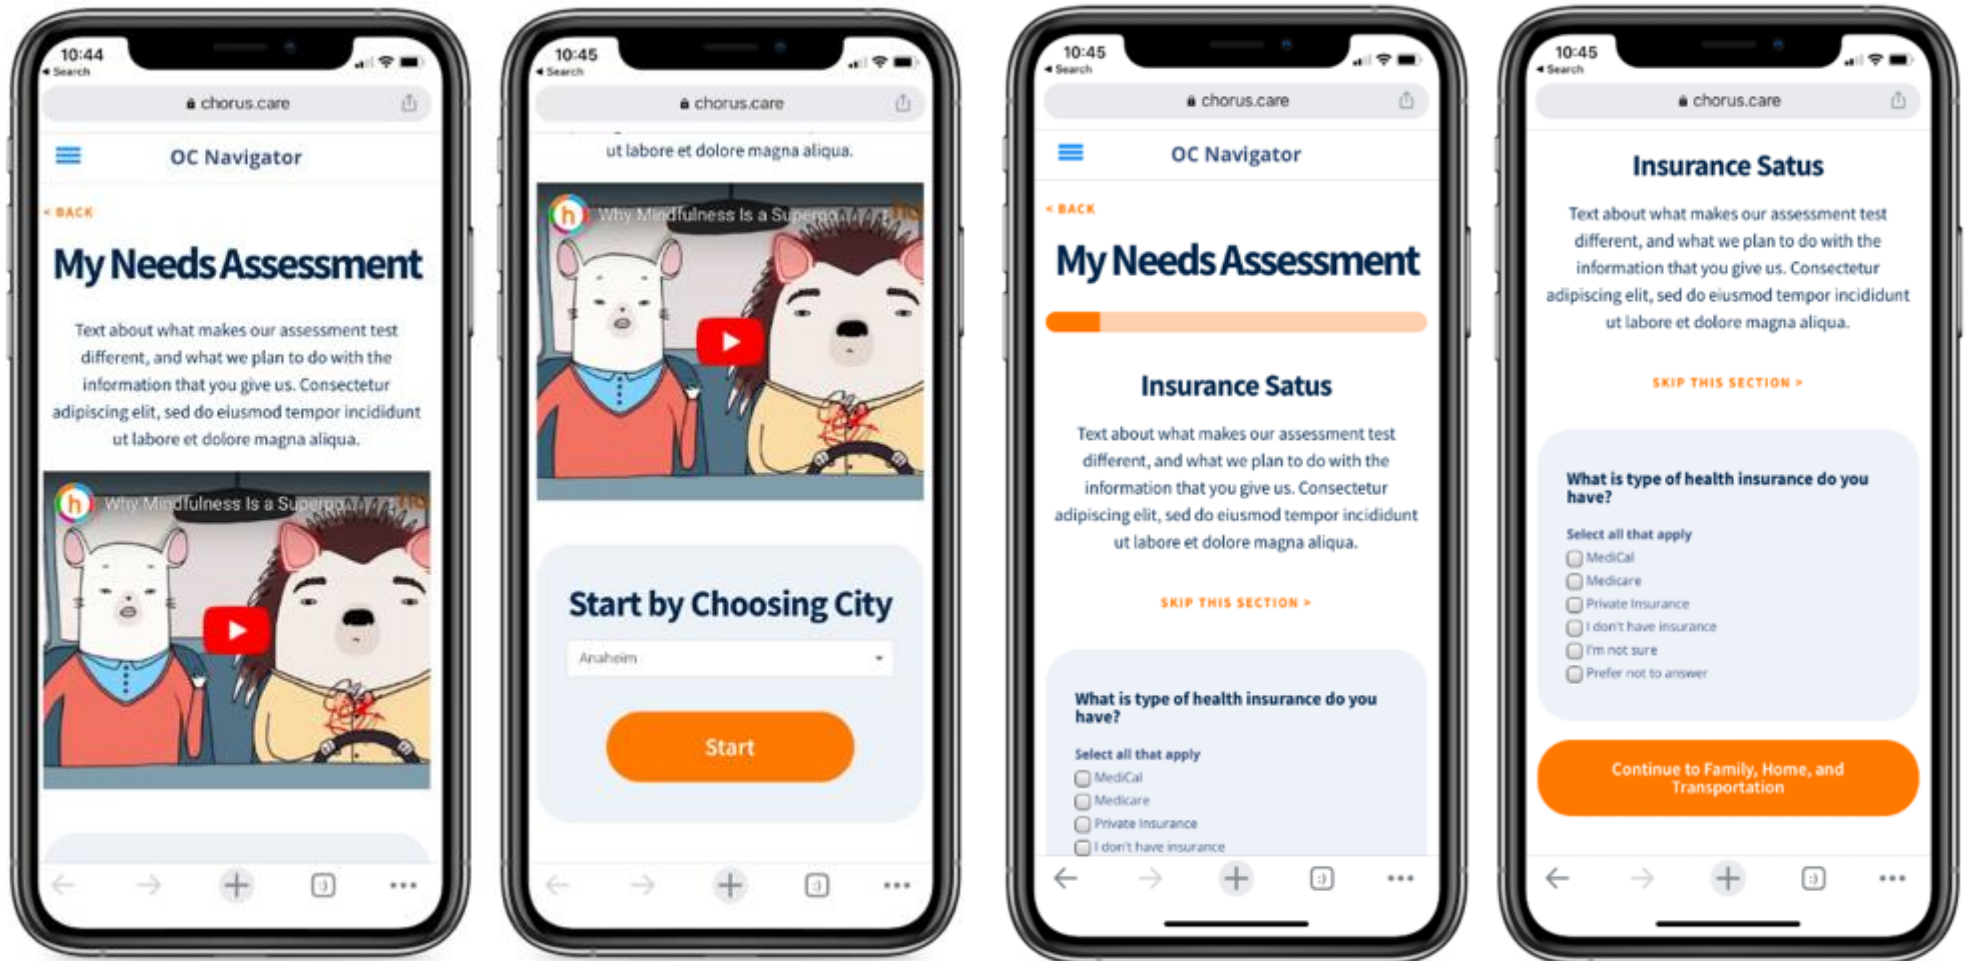 10:44
Search
chorus.care
OC Navigator
< BACK
My Needs Assessment
Text about what makes our assessment test
different, and what we plan to do with the
information that you give us. Consectetur
adipiscing elit, sed do eiusmod tempor incididunt
ut labore et dolore magna aliqua.
h
Why Mindfulness Is a Superpo...
10:45
Search
chorus.care
ut labore et dolore magna aliqua.
h
Why Mindfulness Is a Superpo...
Start by Choosing City
Anaheim
Start
10:45
Search
chorus.care
OC Navigator
< BACK
My Needs Assessment
Insurance Satus
Text about what makes our assessment test
different, and what we plan to do with the
information that you give us. Consectetur
adipiscing elit, sed do eiusmod tempor incididunt
ut labore et dolore magna aliqua.
SKIP THIS SECTION >
What is type of health insurance do you
have?
Select all that apply
MediCal
Medicare
Private Insurance
I don't have insurance
10:45
Search
chorus.care
Insurance Satus
Text about what makes our assessment test
different, and what we plan to do with the
information that you give us. Consectetur
adipiscing elit, sed do eiusmod tempor incididunt
ut labore et dolore magna aliqua.
SKIP THIS SECTION >
What is type of health insurance do you
have?
Select all that apply
MediCal
Medicare
Private Insurance
I don't have insurance
I'm not sure
Prefer not to answer
Continue to Family, Home, and
Transportation